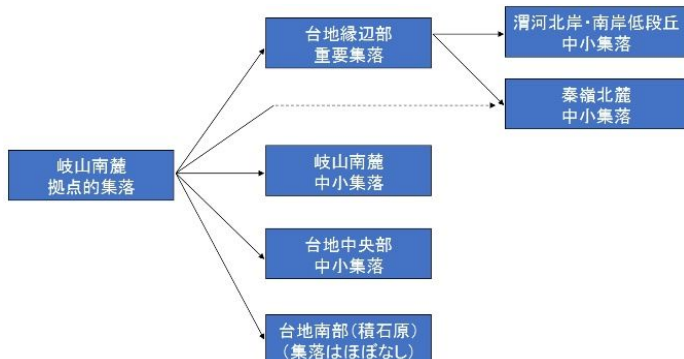 台地縁辺部
重要集落
渭河北岸・南岸低段丘
中小集落
秦嶺北麓
中小集落
岐山南麓
拠点的集落
岐山南麓
中小集落
台地中央部
中小集落
台地南部(積石原)
(集落はほぼなし)